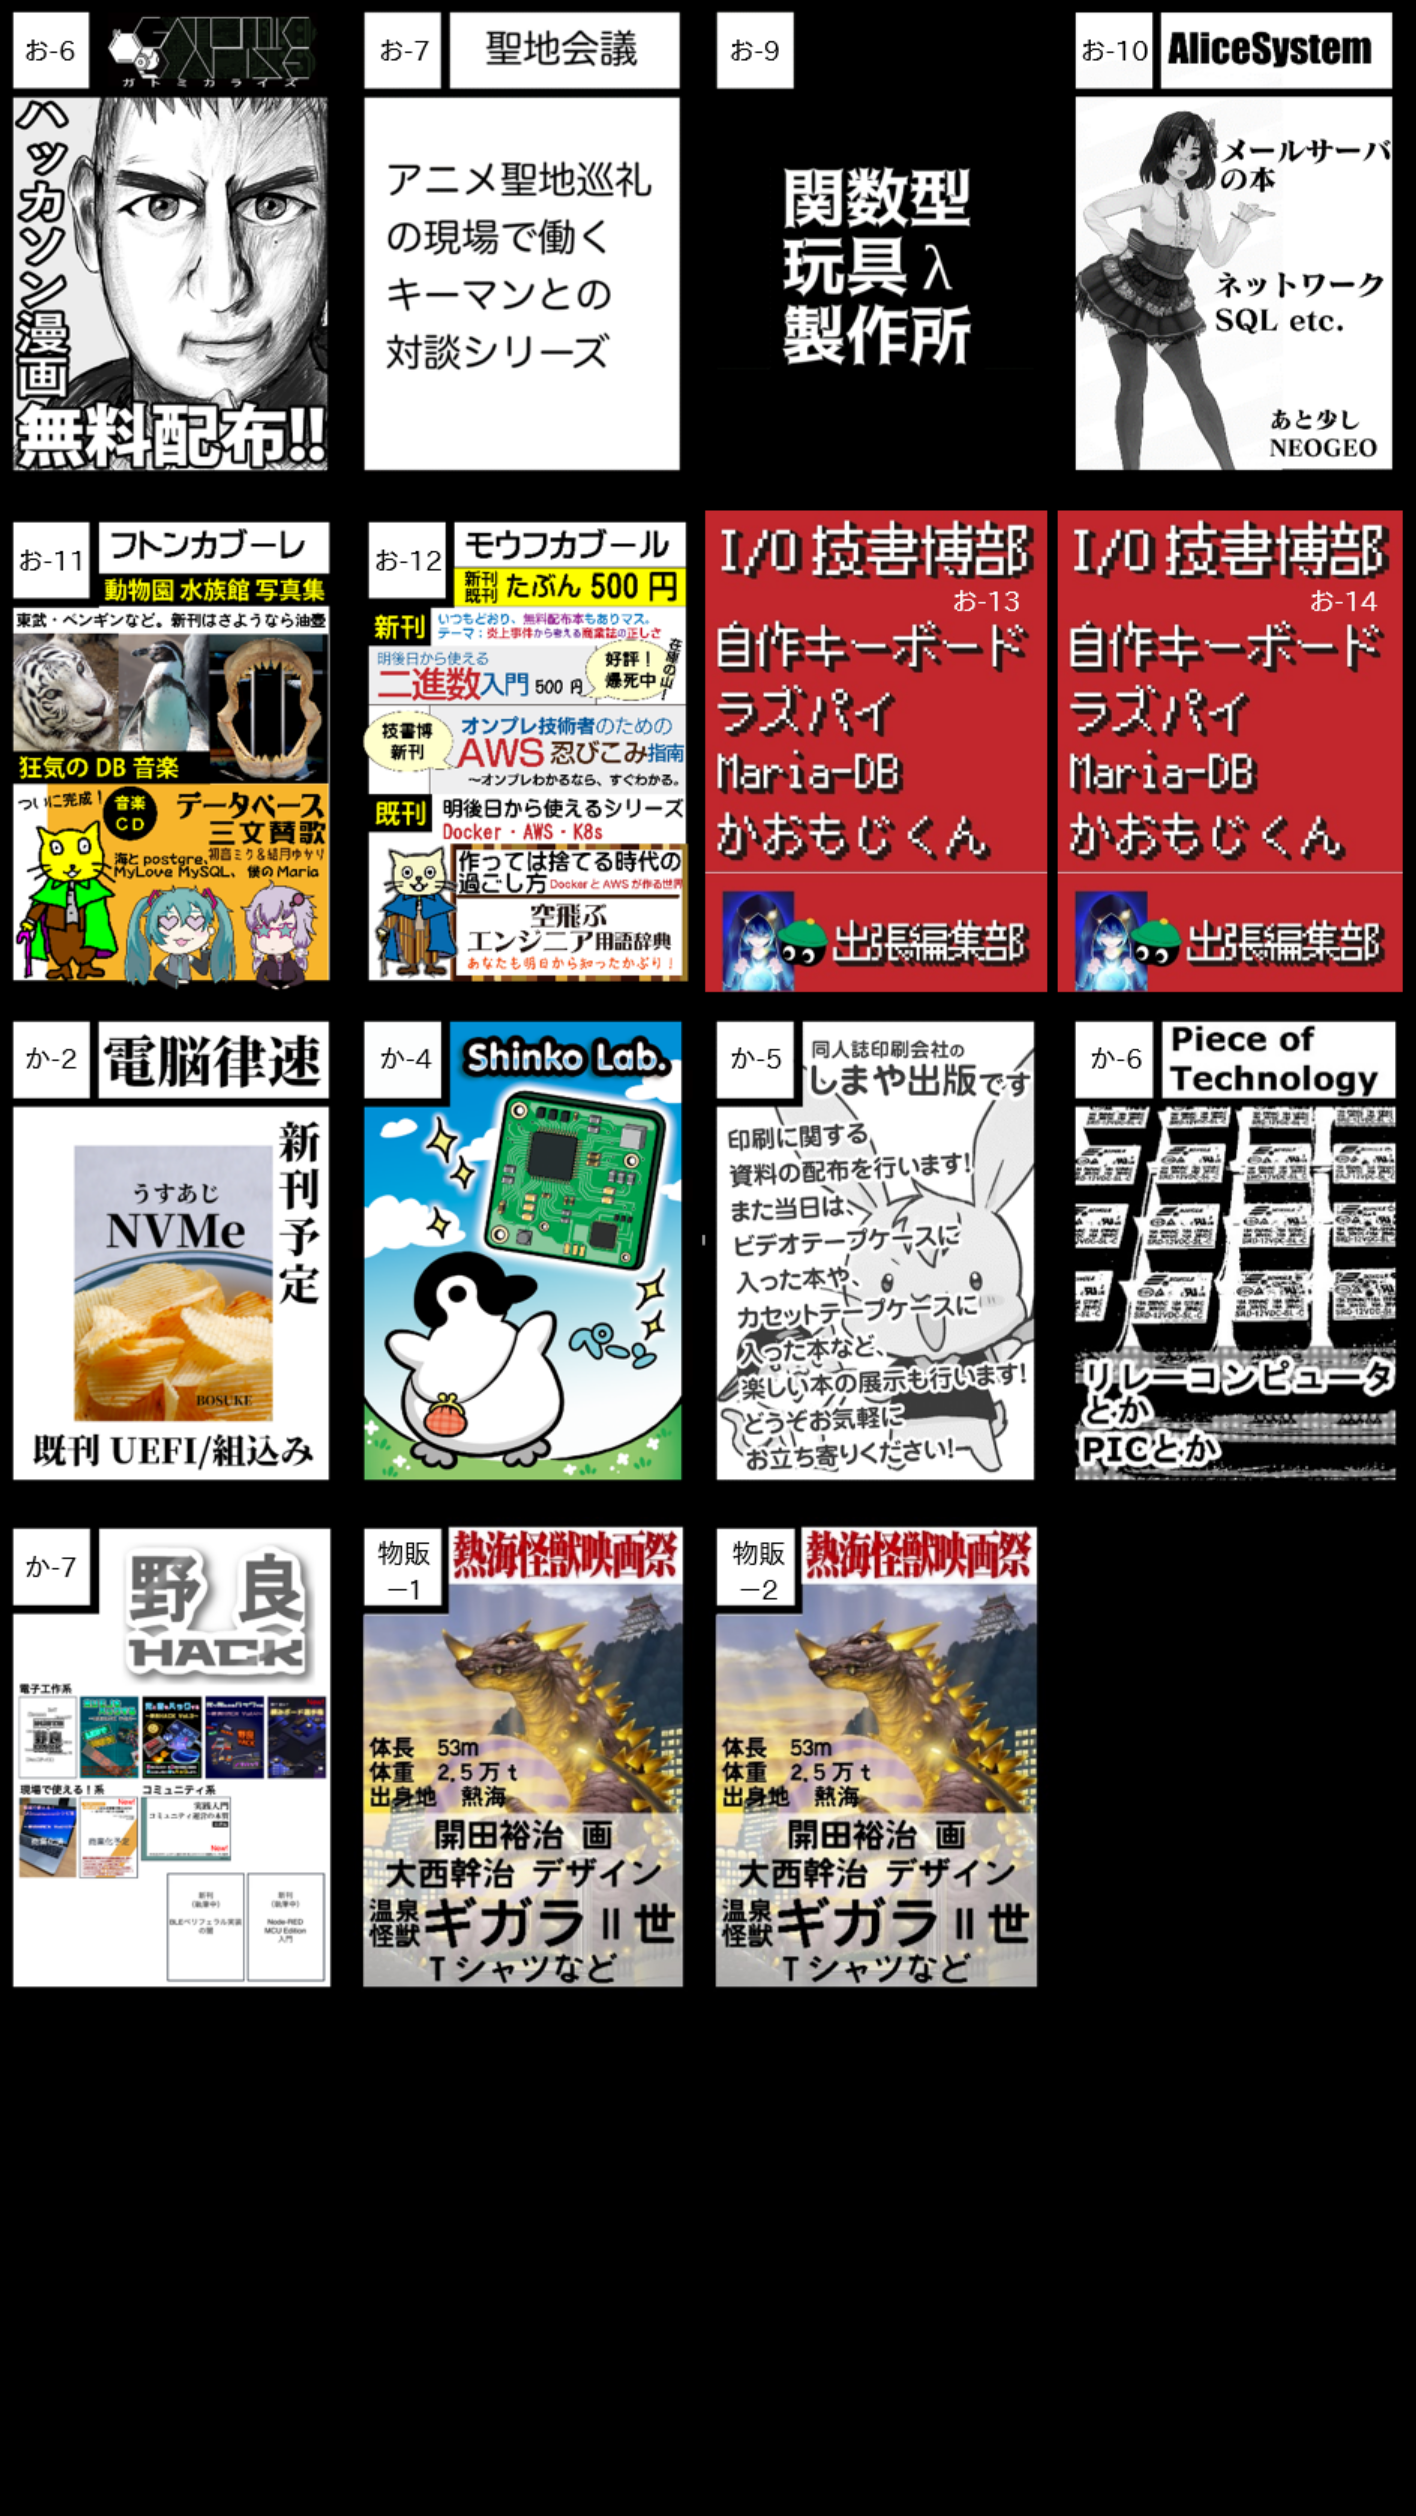 お-6
ガトミカライズ
ハッカソン漫画
無料配布!!
お-7
聖地会議
アニメ聖地巡礼
の現場で働く
キーマンとの
対談シリーズ
お-9
関数型
玩具 λ
製作所
お-10
AliceSystem
メールサーバ
の本
ネットワーク
SQL etc.
あと少し
NEOGEO
お-11
フトンカブーレ
動物園 水族館 写真集
東武・ペンギンなど。新刊はさようなら油壺
狂気の DB 音楽
ついに完成！
音楽
CD
データベース
三文賛歌
初音ミク＆結月ゆかり
海と postgre、
MyLove MySQL、 僕の Maria
お-12
モウフカブール
新刊
既刊
たぶん 500 円
新刊
いつもどおり、無料配布本もありマス。
テーマ：炎上事件から考える商業誌の正しさ
明後日から使える
二進数入門 500 円
好評！
爆死中
在庫の山！
技書博
新刊
オンプレ技術者のための
AWS 忍びこみ指南
～オンプレわかるなら、すぐわかる。
既刊
明後日から使えるシリーズ
Docker・AWS・K8s
作っては捨てる時代の
過ごし方 Docker と AWS が作る世界
空飛ぶ
エンジニア用語辞典
あなたも明日から知ったかぶり！
I/O 技書博部
お-13
自作キーボード
ラズパイ
Maria-DB
かおもじくん
出張編集部
I/O 技書博部
お-14
自作キーボード
ラズパイ
Maria-DB
かおもじくん
出張編集部
か-2
電脳律速
新刊予定
うすあじ
NVMe
BOSUKE
既刊 UEFI/組込み
か-4
Shinko Lab.
ペーン
か-5
同人誌印刷会社の
しまや出版です
印刷に関する
資料の配布を行います!
また当日は、
ビデオテープケースに
入った本や、
カセットテープケースに
入った本など、
楽しい本の展示も行います!
どうぞお気軽に
お立ち寄りください!
か-6
Piece of
Technology
リレーコンピュータ
とか
PICとか
か-7
野良
HACK
電子工作系
現場で使える！系
コミュニティ系
商業化予定
実践入門
コミュニティ運営の本質
New!
新刊
（執筆中）
BLEペリフェラル実装
の闇
新刊
（執筆中）
Node-RED
MCU Edition
入門
物販
－1
熱海怪獣映画祭
体長 53m
体重 2.5万t
出身地 熱海
開田裕治 画
大西幹治 デザイン
温泉
怪獣
ギガラⅡ世
Tシャツなど
物販
－2
熱海怪獣映画祭
体長 53m
体重 2.5万t
出身地 熱海
開田裕治 画
大西幹治 デザイン
温泉
怪獣
ギガラⅡ世
Tシャツなど